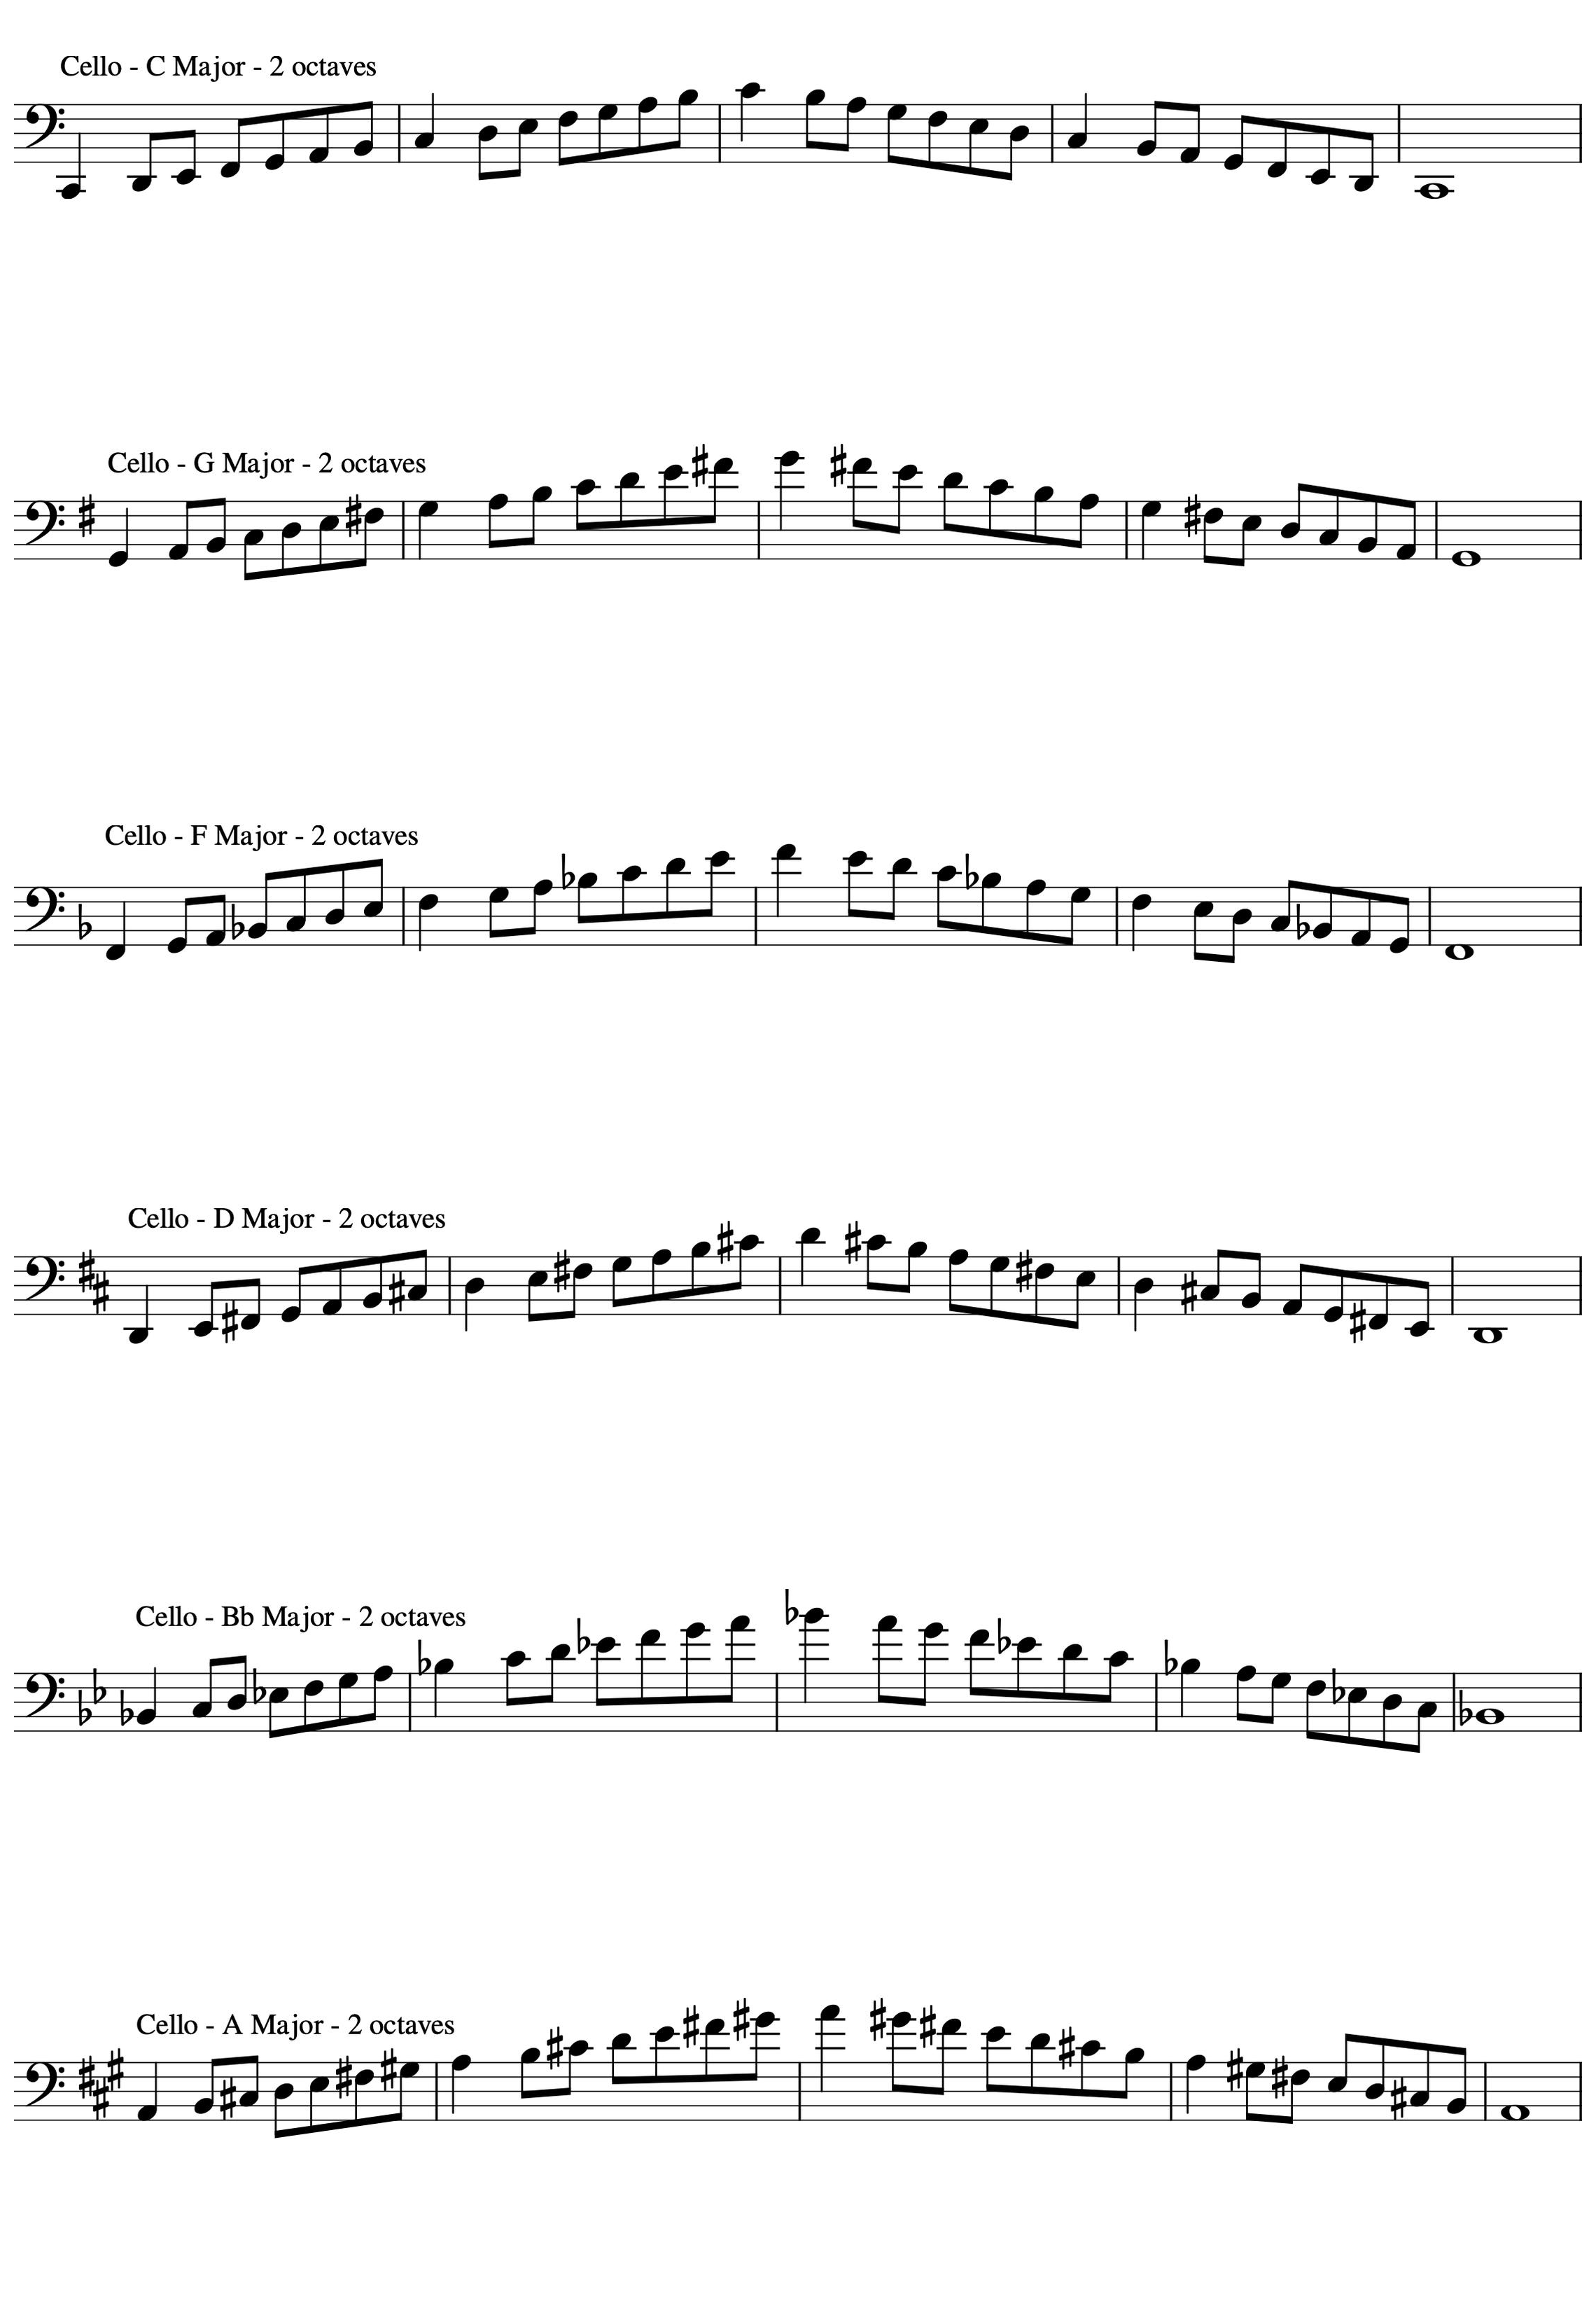 Cello - C Major - 2 octaves
Cello - G Major - 2 octaves
Cello - F Major - 2 octaves
Cello - D Major - 2 octaves
Cello - Bb Major - 2 octaves
Cello - A Major - 2 octaves